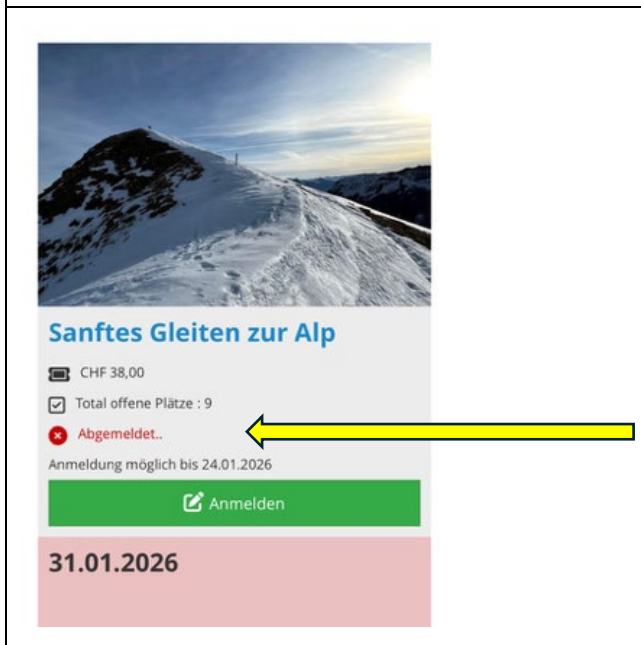 Sanftes Gleiten zur Alp
CHF 38,00
Total offene Plätze : 9
Abgemeldet..
Anmeldung möglich bis 24.01.2026
Anmelden
31.01.2026